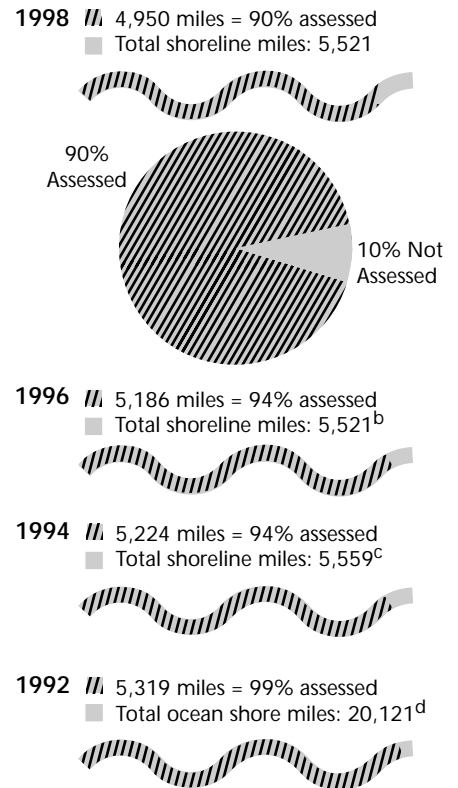 1998 4,950 miles = 90% assessed
Total shoreline miles: 5,521
90%
Assessed
10% Not
Assessed
1996 5,186 miles = 94% assessed
Total shoreline miles: 5,521b
1994 5,224 miles = 94% assessed
Total shoreline miles: 5,559c
1992 5,319 miles = 99% assessed
Total ocean shore miles: 20,121d